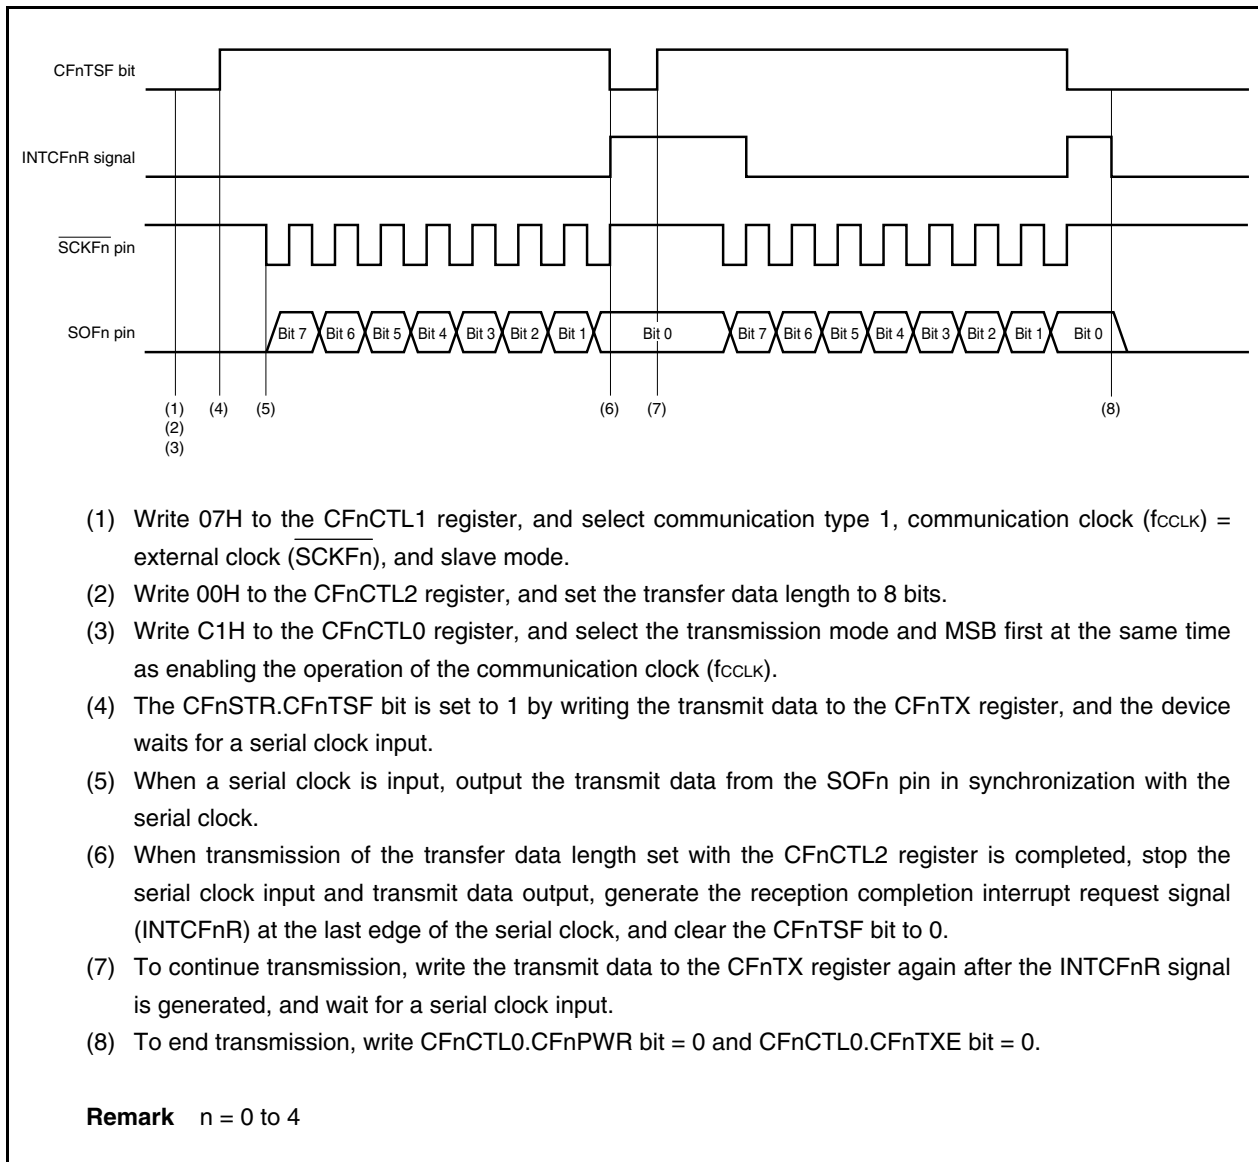 CFnTSF bit
INTCFnR signal
SCKFn pin
SOFn pin
Bit 7 Bit 6 Bit 5 Bit 4 Bit 3 Bit 2 Bit 1 Bit 0 Bit 7 Bit 6 Bit 5 Bit 4 Bit 3 Bit 2 Bit 1 Bit 0
(1) (4) (5) (6) (7) (8)
(2)
(3)
(1) Write 07H to the CFnCTL1 register, and select communication type 1, communication clock (fCCLK) =
external clock (SCKFn), and slave mode.
(2) Write 00H to the CFnCTL2 register, and set the transfer data length to 8 bits.
(3) Write C1H to the CFnCTL0 register, and select the transmission mode and MSB first at the same time
as enabling the operation of the communication clock (fCCLK).
(4) The CFnSTR.CFnTSF bit is set to 1 by writing the transmit data to the CFnTX register, and the device
waits for a serial clock input.
(5) When a serial clock is input, output the transmit data from the SOFn pin in synchronization with the
serial clock.
(6) When transmission of the transfer data length set with the CFnCTL2 register is completed, stop the
serial clock input and transmit data output, generate the reception completion interrupt request signal
(INTCFnR) at the last edge of the serial clock, and clear the CFnTSF bit to 0.
(7) To continue transmission, write the transmit data to the CFnTX register again after the INTCFnR signal
is generated, and wait for a serial clock input.
(8) To end transmission, write CFnCTL0.CFnPWR bit = 0 and CFnCTL0.CFnTXE bit = 0.
Remark n = 0 to 4